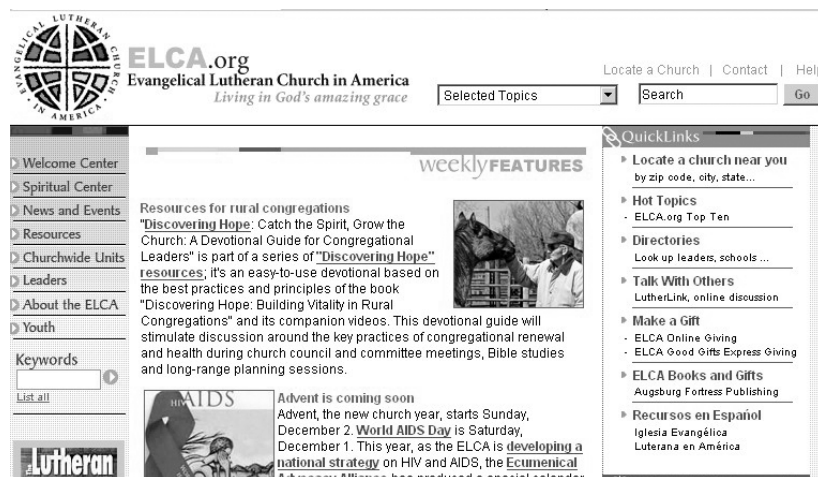 EVANGELICAL LUTHERAN CHURCH IN AMERICA
ELCA.org
Evangelical Lutheran Church in America
Living in God's amazing grace
Locate a Church | Contact | Help
Selected Topics
Search
Go
Welcome Center
Spiritual Center
News and Events
Resources
Churchwide Units
Leaders
About the ELCA
Youth
Keywords
List all
The Lutheran
weekly FEATURES
Resources for rural congregations
"Discovering Hope: Catch the Spirit, Grow the
Church: A Devotional Guide for Congregational
Leaders" is part of a series of "Discovering Hope"
resources; it's an easy-to-use devotional based on
the best practices and principles of the book
"Discovering Hope: Building Vitality in Rural
Congregations" and its companion videos. This devotional guide will
stimulate discussion around the key practices of congregational renewal
and health during church council and committee meetings, Bible studies
and long-range planning sessions.
HIV AIDS
Advent is coming soon
Advent, the new church year, starts Sunday,
December 2. World AIDS Day is Saturday,
December 1. This year, as the ELCA is developing a
national strategy on HIV and AIDS, the Ecumenical
Advocacy Alliance has produced a special calendar
QuickLinks
Locate a church near you
by zip code, city, state...
Hot Topics
- ELCA.org Top Ten
Directories
Look up leaders, schools ...
Talk With Others
LutherLink, online discussion
Make a Gift
- ELCA Online Giving
- ELCA Good Gifts Express Giving
ELCA Books and Gifts
Augsburg Fortress Publishing
Recursos en Español
Iglesia Evangélica
Luterana en América